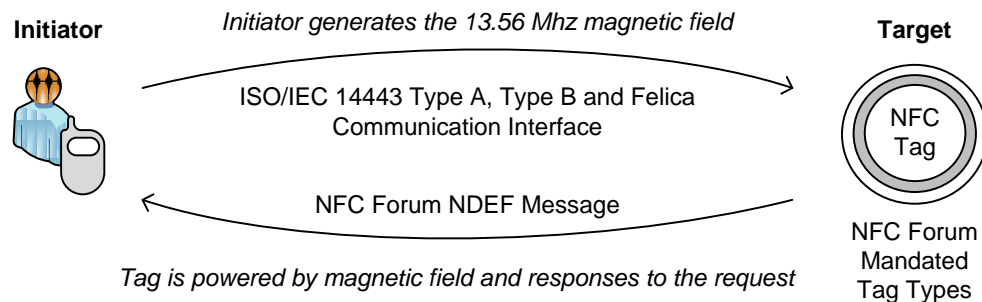 Initiator
Initiator generates the 13.56 Mhz magnetic field
Target
ISO/IEC 14443 Type A, Type B and Felica
Communication Interface
NFC
Tag
NFC Forum NDEF Message
NFC Forum
Mandated
Tag Types
Tag is powered by magnetic field and responses to the request